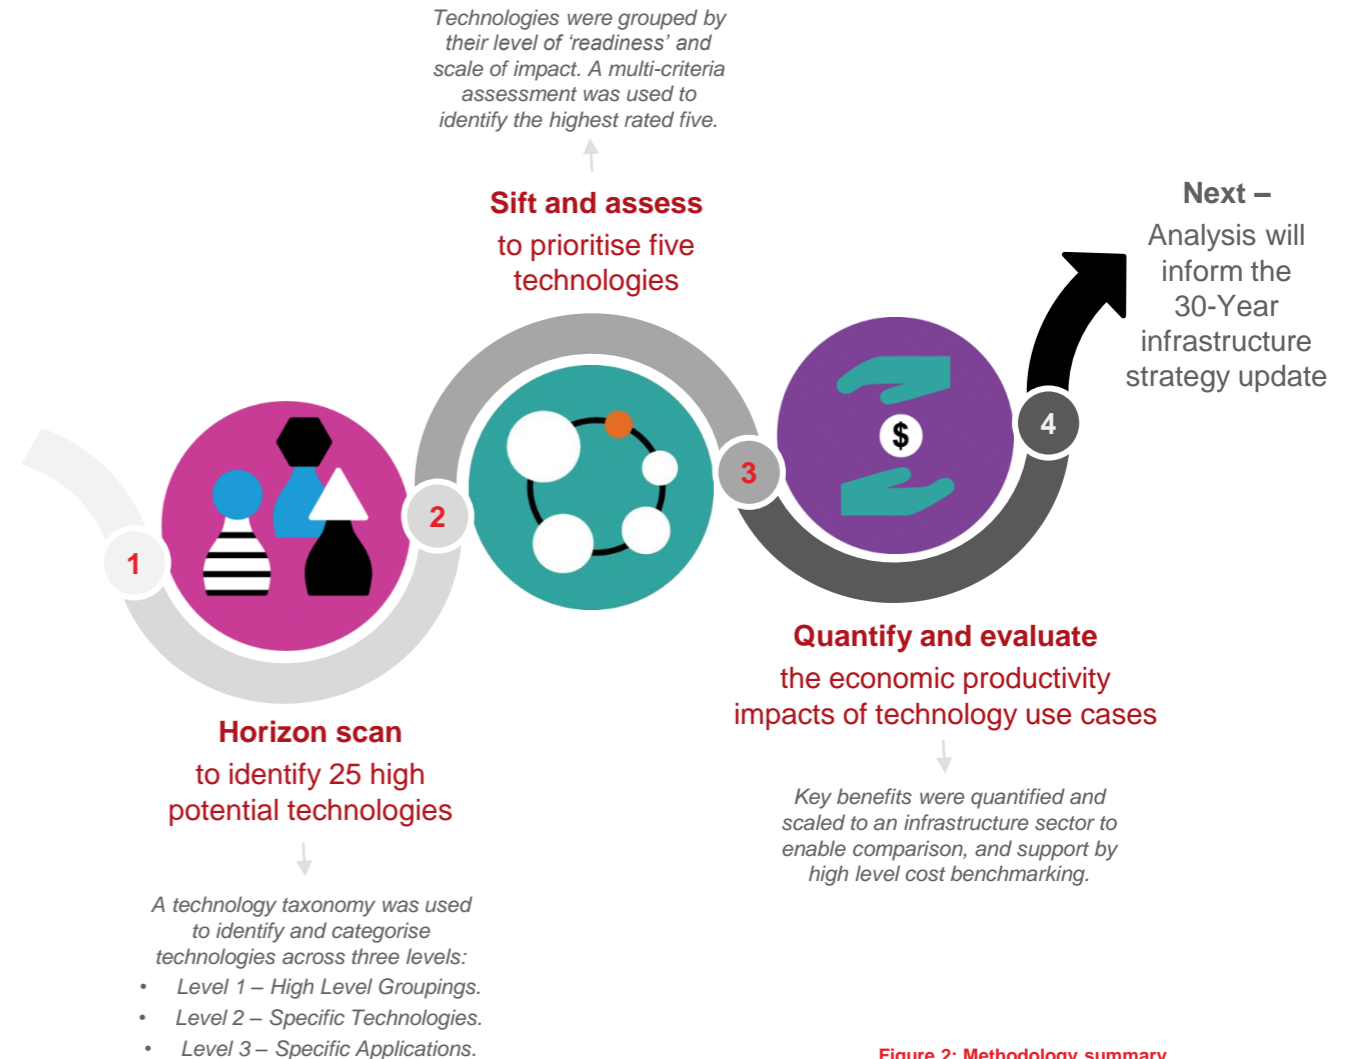 Technologies were grouped by
their level of ‘readiness’ and
scale of impact. A multi-criteria
assessment was used to
identify the highest rated five.
Sift and assess
to prioritise five
technologies
Next –
Analysis will
inform the
30-Year
infrastructure
strategy update
1
2
3
$
4
Horizon scan
to identify 25 high
potential technologies
A technology taxonomy was used
to identify and categorise
technologies across three levels:
• Level 1 – High Level Groupings.
• Level 2 – Specific Technologies.
• Level 3 – Specific Applications.
Quantify and evaluate
the economic productivity
impacts of technology use cases
Key benefits were quantified and
scaled to an infrastructure sector to
enable comparison, and support by
high level cost benchmarking.
Figure 2: Methodology summary